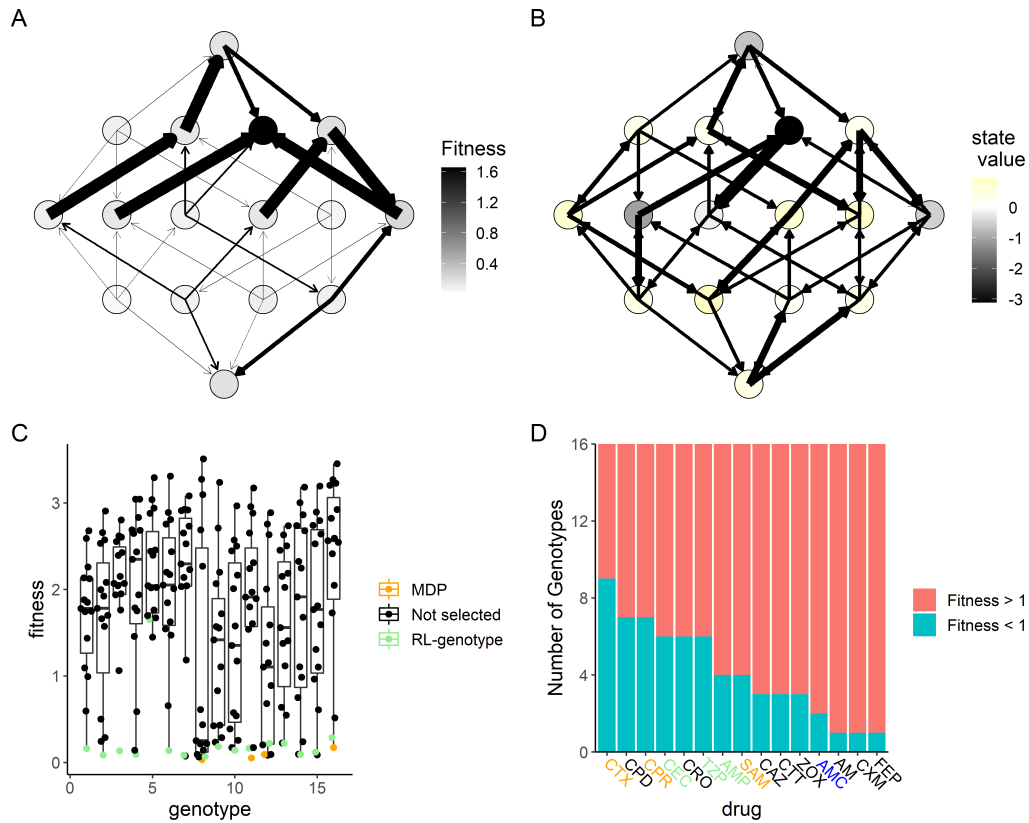 A
Fitness
1.6
1.2
0.8
0.4
B
state
value
0
-1
-2
-3
C
fitness
3
2
1
0
0
5
10
15
genotype
MDP
Not selected
RL-genotype
D
Number of Genotypes
16
12
8
4
0
CTX
CPD
CPR
CEC
CRO
TZP
AMP
SAM
CAZ
CTT
ZOX
AMC
AM
CXM
FEP
drug
Fitness > 1
Fitness < 1